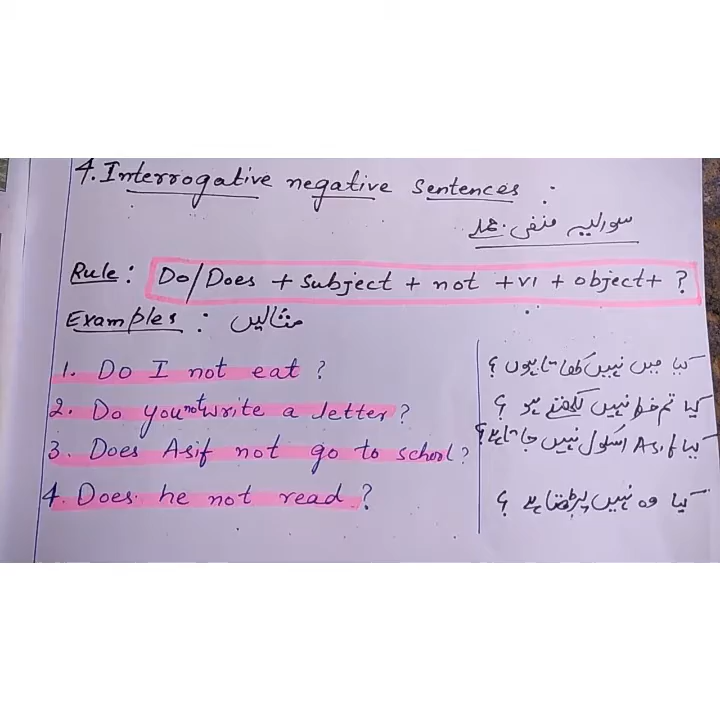 4. Interrogative negative sentences :
سوالیہ منفی جملے
Rule : Do/Does + subject + not + v1 + object + ?
Examples : مثالیں
1. Do I not eat ? کیا میں نہیں کھاتا ہوں ؟
2. Do you not write a letter ? کیا تم خط نہیں لکھتے ہو ؟
3. Does Asif not go to school ? کیا Asif اسکول نہیں جاتا ہے ؟
4. Does he not read ? کیا وہ نہیں پڑھتا ہے ؟